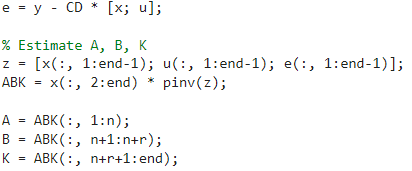 e = y - CD * [x; u];
% Estimate A, B, K
z = [x(:, 1:end-1); u(:, 1:end-1); e(:, 1:end-1)];
ABK = x(:, 2:end) * pinv(z);
A = ABK(:, 1:n);
B = ABK(:, n+1:n+r);
K = ABK(:, n+r+1:end);